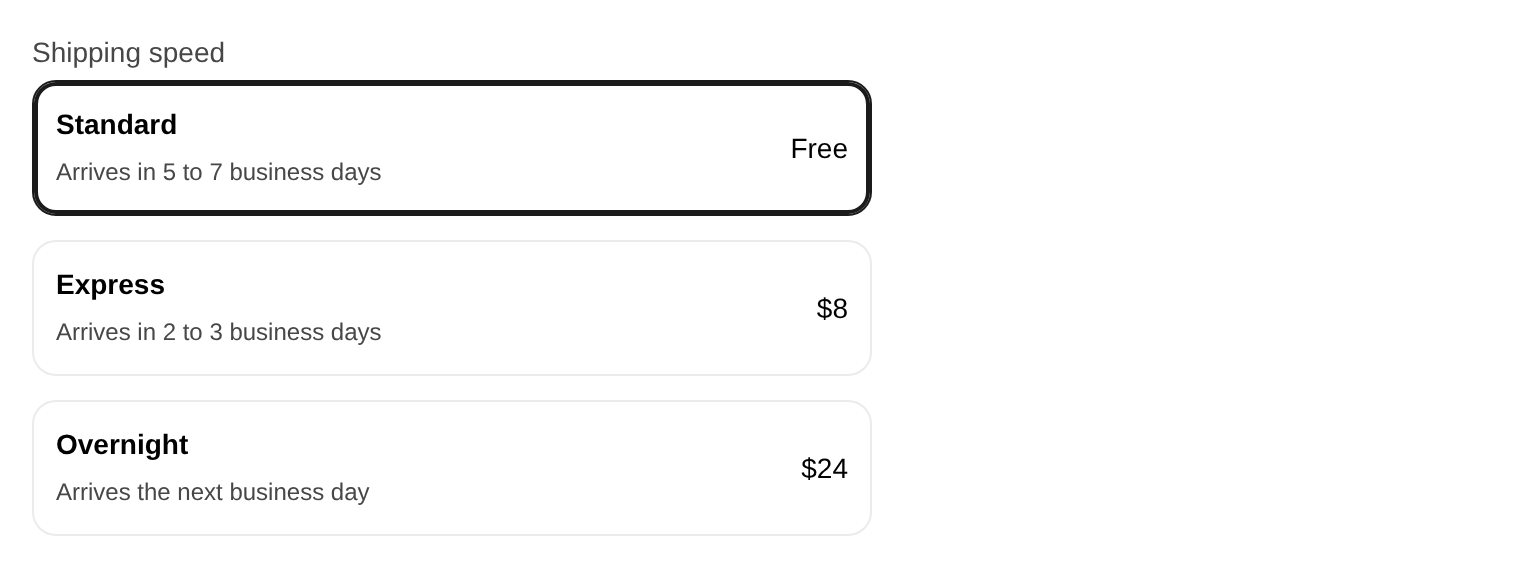 Shipping speed
Standard
Arrives in 5 to 7 business days
Free
Express
Arrives in 2 to 3 business days
$8
Overnight
Arrives the next business day
$24